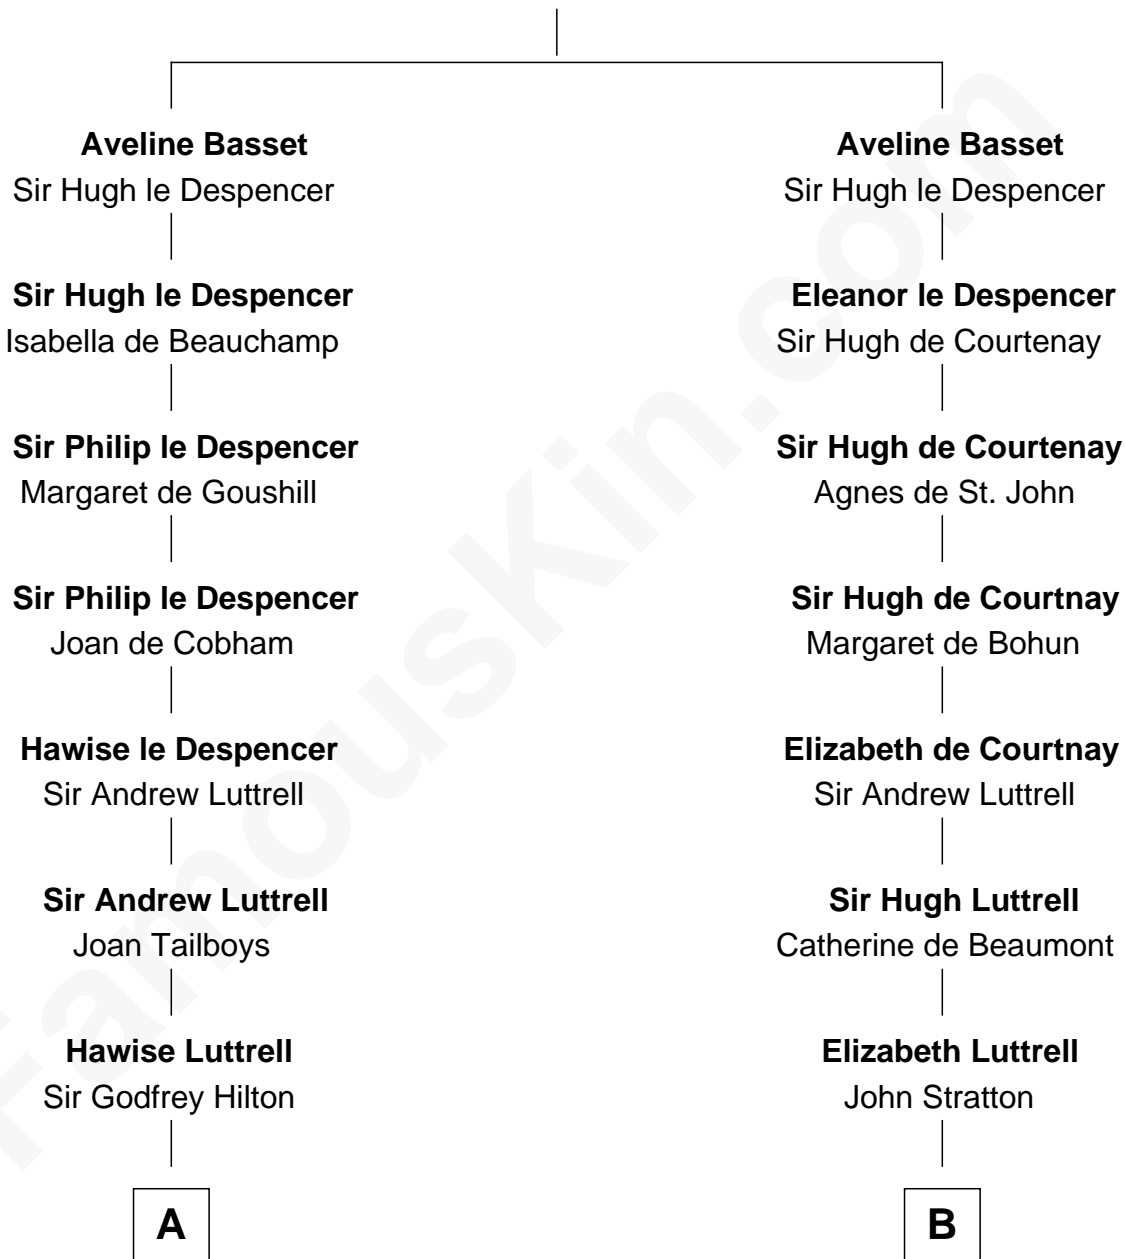 Aveline Basset
Sir Hugh le Despencer
Sir Hugh le Despencer
Isabella de Beauchamp
Sir Philip le Despencer
Margaret de Goushill
Sir Philip le Despencer
Joan de Cobham
Hawise le Despencer
Sir Andrew Luttrell
Sir Andrew Luttrell
Joan Tailboys
Hawise Luttrell
Sir Godfrey Hilton
A
Aveline Basset
Sir Hugh le Despencer
Eleanor le Despencer
Sir Hugh de Courtenay
Sir Hugh de Courtenay
Agnes de St. John
Sir Hugh de Courtnay
Margaret de Bohun
Elizabeth de Courtnay
Sir Andrew Luttrell
Sir Hugh Luttrell
Catherine de Beaumont
Elizabeth Luttrell
John Stratton
B
FamousKin.com